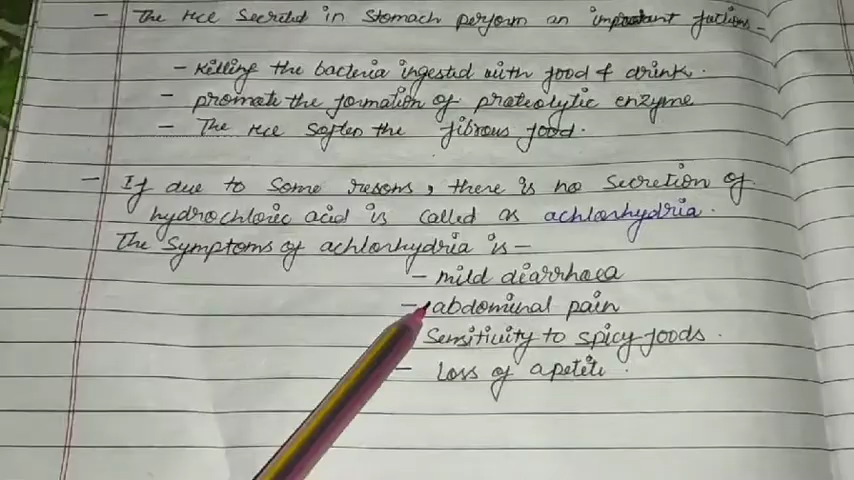 - The HCl Secreted in Stomach perform an important fuctions -
- Killing the bacteria ingested with food & drink.
- promote the formation of proteolytic enzyme
- The HCl Soften the fibrous food.
- If due to Some resons, there is no Secretion of
hydrochloric acid is called as achlorhydria.
The Symptoms of achlorhydria is -
- mild diarrhoea
- abdominal pain
Sensitivity to spicy foods.
- Loss of apetite.